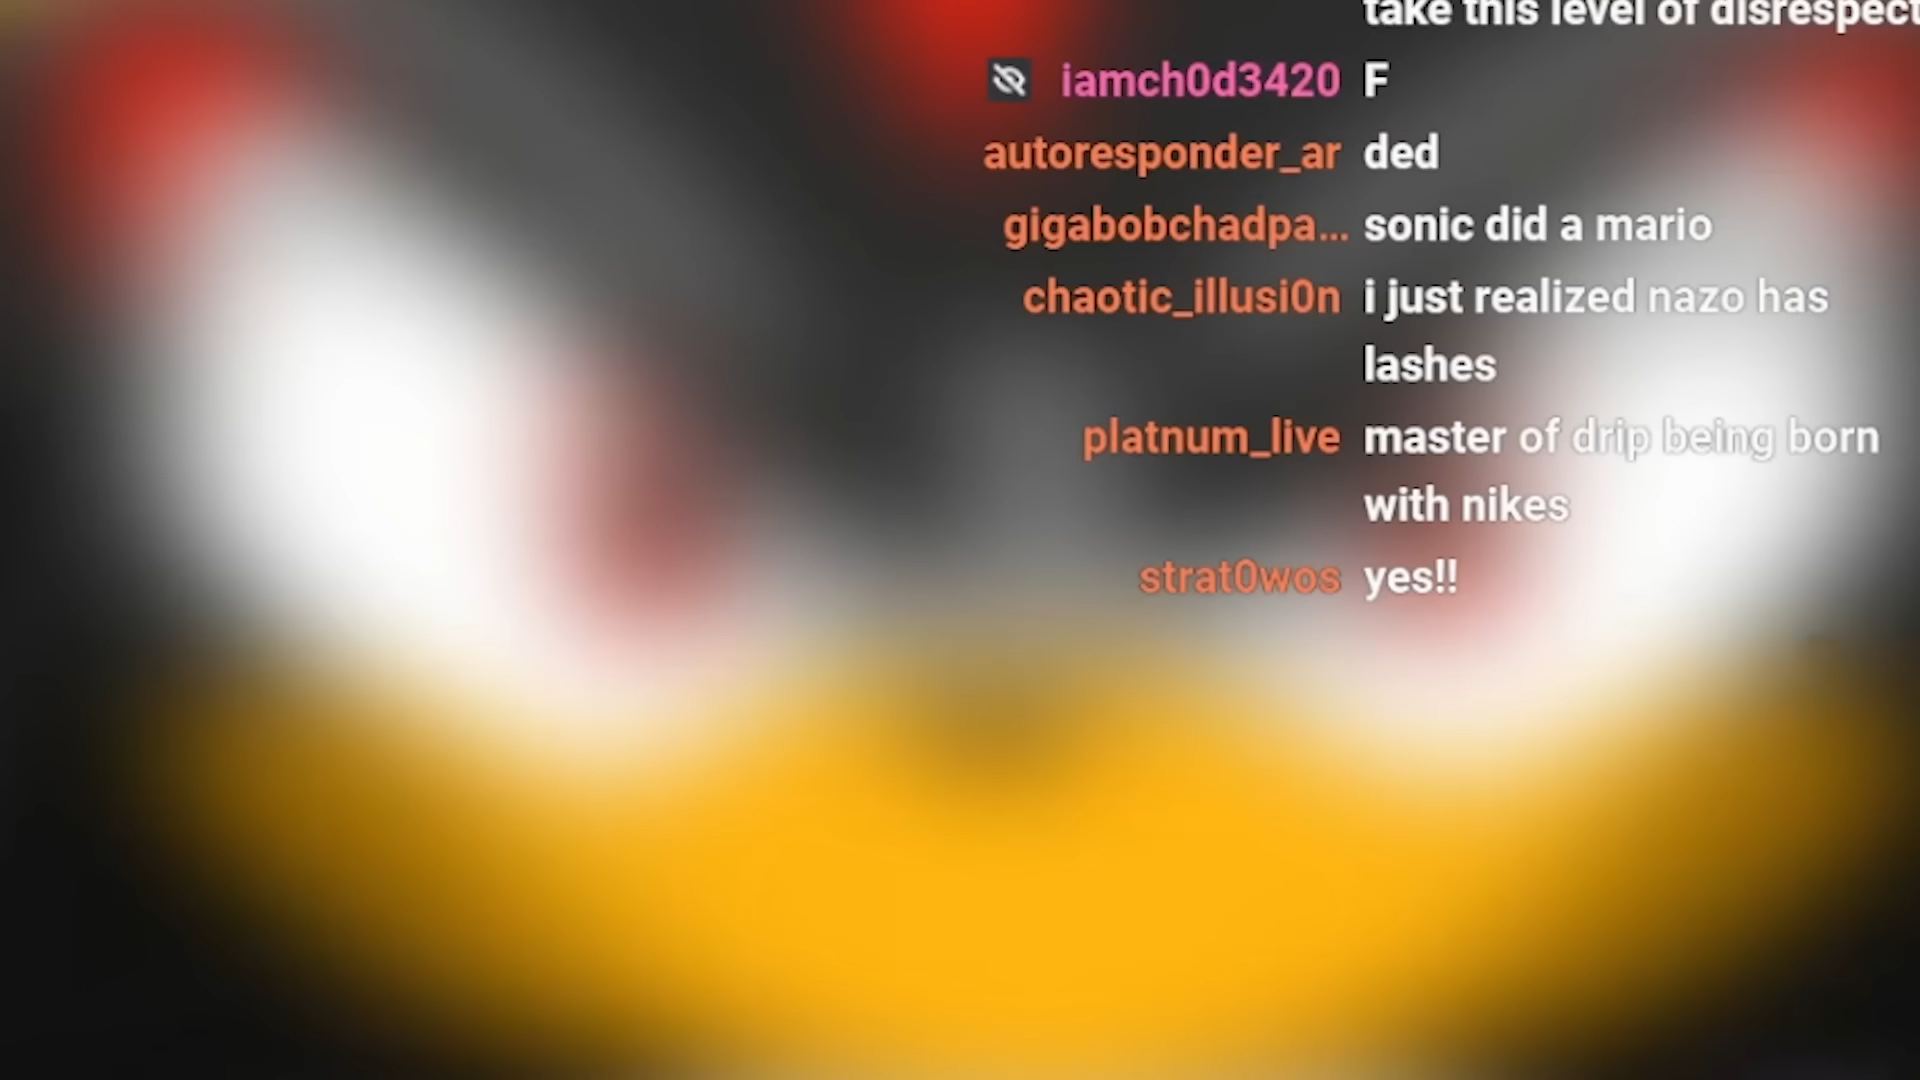 take this level of disrespect
iamch0d3420 F
autoresponder_ar ded
gigabobchadpa... sonic did a mario
chaotic_illusi0n i just realized nazo has
lashes
platnum_live master of drip being born
with nikes
strat0wos yes!!